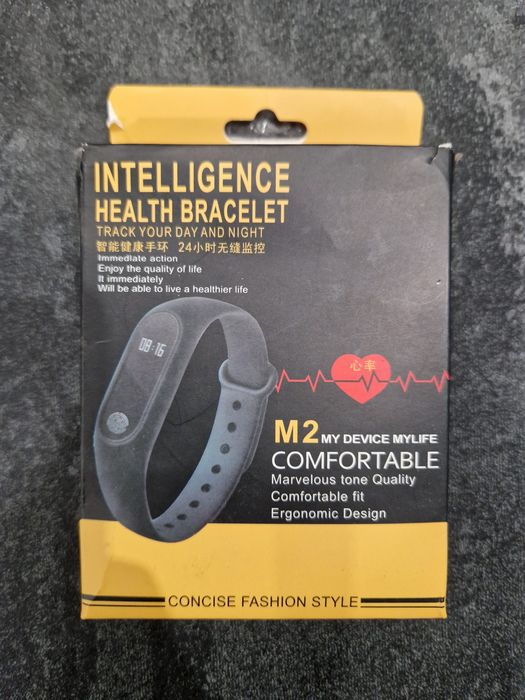 INTELLIGENCE
HEALTH BRACELET
TRACK YOUR DAY AND NIGHT
智能健康手环 24小时无缝监控
Immediate action
Enjoy the quality of life
It immediately
Will be able to live a healthier life
08:16
心率
M2 MY DEVICE MYLIFE
COMFORTABLE
Marvelous tone Quality
Comfortable fit
Ergonomic Design
CONCISE FASHION STYLE